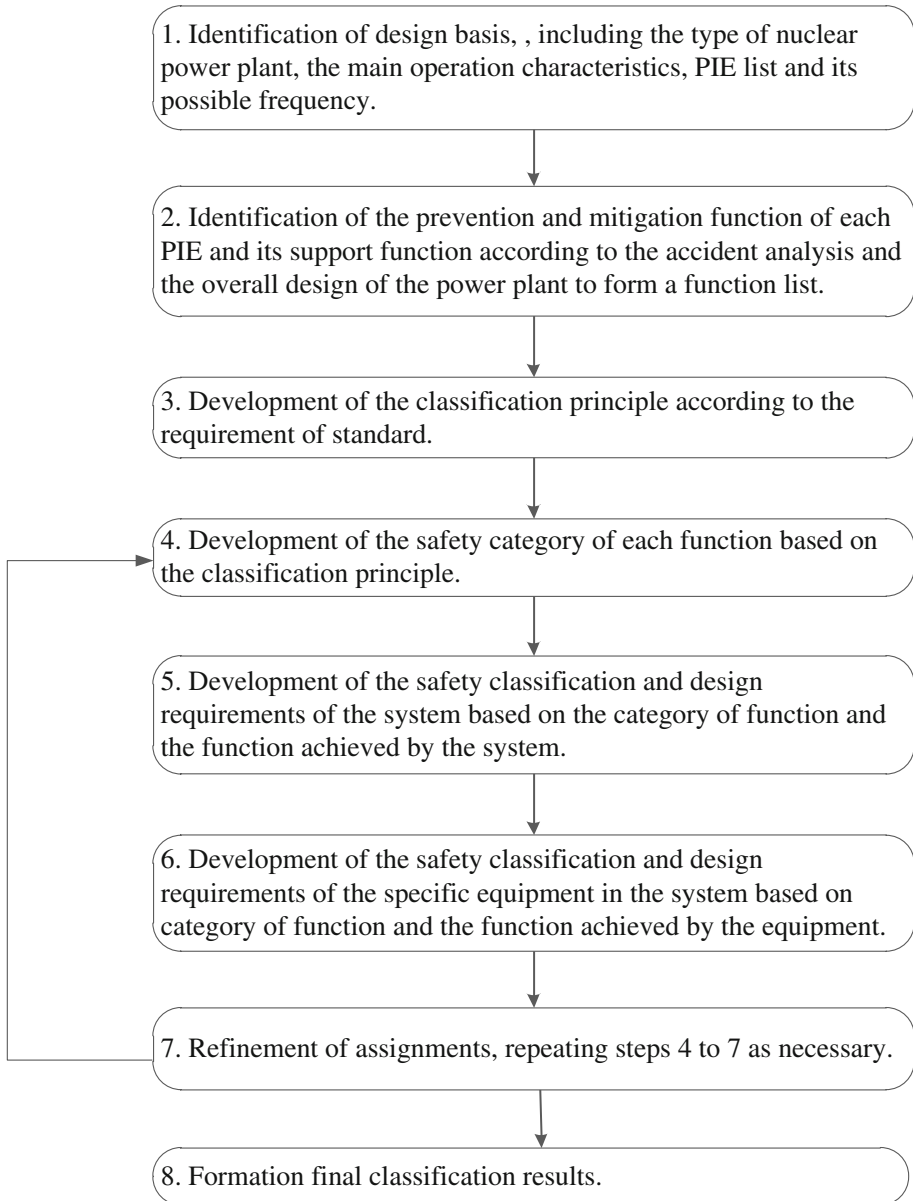 1. Identification of design basis, , including the type of nuclear
power plant, the main operation characteristics, PIE list and its
possible frequency.
2. Identification of the prevention and mitigation function of each
PIE and its support function according to the accident analysis and
the overall design of the power plant to form a function list.
3. Development of the classification principle according to the
requirement of standard.
4. Development of the safety category of each function based on
the classification principle.
5. Development of the safety classification and design
requirements of the system based on the category of function and
the function achieved by the system.
6. Development of the safety classification and design
requirements of the specific equipment in the system based on
category of function and the function achieved by the equipment.
7. Refinement of assignments, repeating steps 4 to 7 as necessary.
8. Formation final classification results.